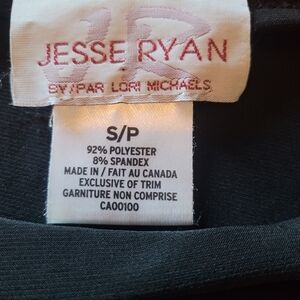 JR
JESSE RYAN
BY/PAR LORI MICHAELS
S/P
92% POLYESTER
8% SPANDEX
MADE IN / FAIT AU CANADA
EXCLUSIVE OF TRIM
GARNITURE NON COMPRISE
CA00100